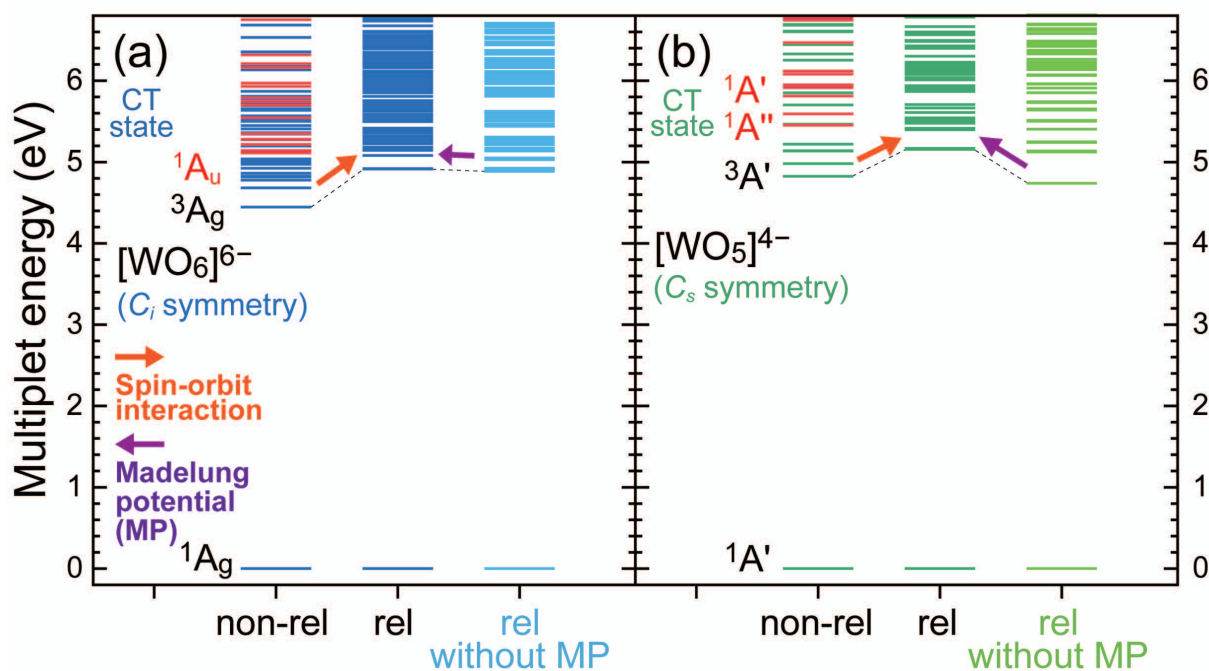 Multiplet energy (eV)
6
5
4
3
2
1
0
(a)
CT
state
¹Aᵤ
³A_g
[WO₆]⁶⁻
(Cᵢ symmetry)
Spin-orbit
interaction
Madelung
potential
(MP)
¹A_g
non-rel
rel
rel
without MP
(b)
CT
state
¹A'
¹A"
³A'
[WO₅]⁴⁻
(Cₛ symmetry)
¹A'
non-rel
rel
rel
without MP
6
5
4
3
2
1
0